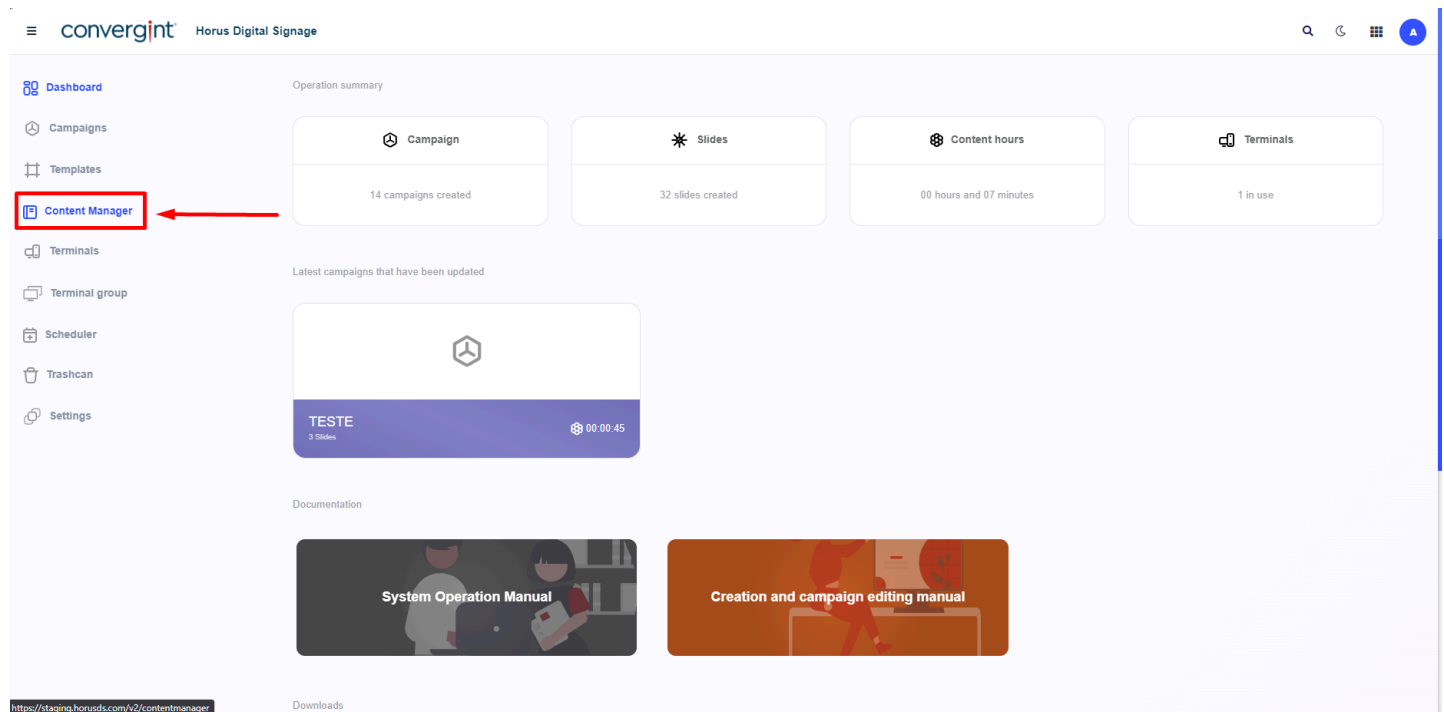 convergint
Horus Digital Signage
A
Dashboard
Campaigns
Templates
Content Manager
Terminals
Terminal group
Scheduler
Trashcan
Settings
Operation summary
Campaign
14 campaigns created
Slides
32 slides created
Content hours
00 hours and 07 minutes
Terminals
1 in use
Latest campaigns that have been updated
TESTE
3 Slides
00:00:45
Documentation
System Operation Manual
Creation and campaign editing manual
Downloads
https://staging.horusds.com/v2/contentmanager